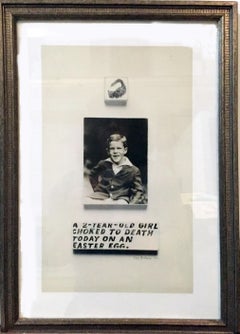 A 2-YEAR-OLD GIRL
CHOKED TO DEATH
TODAY ON AN
EASTER EGG.